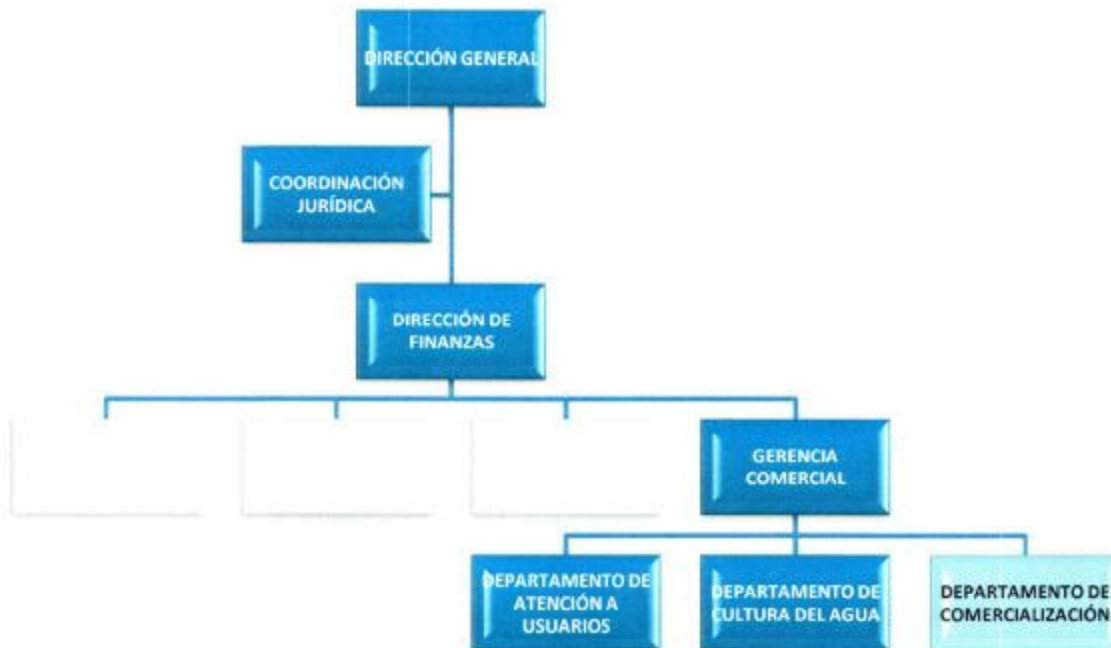 DIRECCIÓN GENERAL
COORDINACIÓN
JURÍDICA
DIRECCIÓN DE
FINANZAS
GERENCIA
COMERCIAL
DEPARTAMENTO DE
ATENCIÓN A
USUARIOS
DEPARTAMENTO DE
CULTURA DEL AGUA
DEPARTAMENTO DE
COMERCIALIZACIÓN